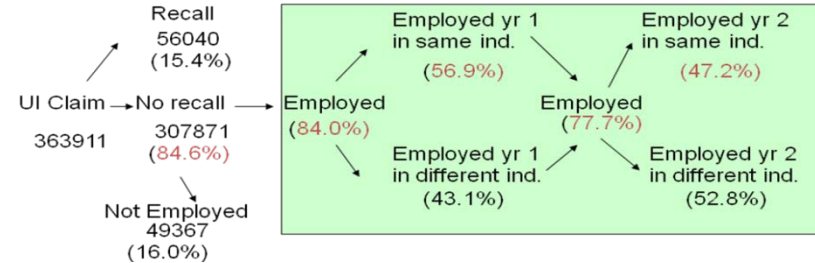 Recall
56040
(15.4%)
UI Claim
363911
No recall
307871
(84.6%)
Not Employed
49367
(16.0%)
Employed
(84.0%)
Employed yr 1
in same ind.
(56.9%)
Employed yr 1
in different ind.
(43.1%)
Employed
(77.7%)
Employed yr 2
in same ind.
(47.2%)
Employed yr 2
in different ind.
(52.8%)